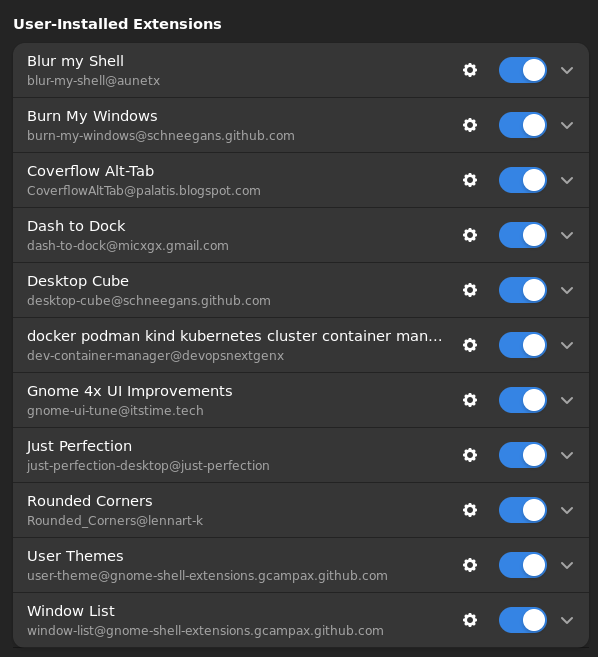 User-Installed Extensions
Blur my Shell
blur-my-shell@aunetx
Burn My Windows
burn-my-windows@schneegans.github.com
Coverflow Alt-Tab
CoverflowAltTab@palatis.blogspot.com
Dash to Dock
dash-to-dock@micxgx.gmail.com
Desktop Cube
desktop-cube@schneegans.github.com
docker podman kind kubernetes cluster container man…
dev-container-manager@devopsnextgenx
Gnome 4x UI Improvements
gnome-ui-tune@itstime.tech
Just Perfection
just-perfection-desktop@just-perfection
Rounded Corners
Rounded_Corners@lennart-k
User Themes
user-theme@gnome-shell-extensions.gcampax.github.com
Window List
window-list@gnome-shell-extensions.gcampax.github.com